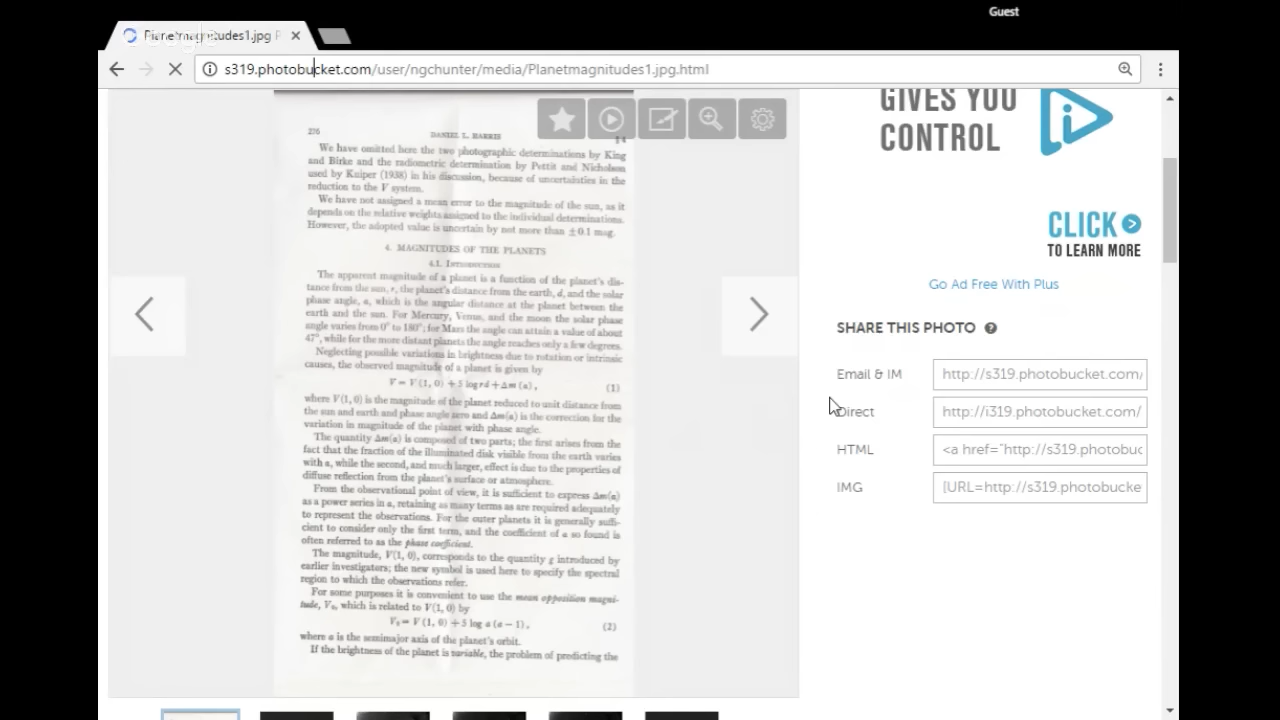 Guest
Planetmagnitudes1.jpg P
s319.photobucket.com/user/ngchunter/media/Planetmagnitudes1.jpg.html
GIVES YOU
CONTROL
CLICK
TO LEARN MORE
Go Ad Free With Plus
SHARE THIS PHOTO
Email & IM http://s319.photobucket.com/
Direct http://i319.photobucket.com/
HTML <a href="http://s319.photobuc
IMG [URL=http://s319.photobucke
276 DANIEL L. HARRIS
We have omitted here the two photographic determinations by King
and Birke and the radiometric determination by Pettit and Nicholson
used by Kuiper (1938) in his discussion, because of uncertainties in the
reduction to the V system.
We have not assigned a mean error to the magnitude of the sun, as it
depends on the relative weights assigned to the individual determinations.
However, the adopted value is uncertain by not more than ±0.1 mag.
4. MAGNITUDES OF THE PLANETS
4.1. Introduction
The apparent magnitude of a planet is a function of the planet's dis-
tance from the sun, r, the planet's distance from the earth, d, and the solar
phase angle, a, which is the angular distance at the planet between the
earth and the sun. For Mercury, Venus, and the moon the solar phase
angle varies from 0° to 180°; for Mars the angle can attain a value of about
47°, while for the more distant planets the angle reaches only a few degrees.
Neglecting possible variations in brightness due to rotation or intrinsic
causes, the observed magnitude of a planet is given by
V = V (1, 0) + 5 log rd + Δm (a) , (1)
where V(1, 0) is the magnitude of the planet reduced to unit distance from
the sun and earth and phase angle zero and Δm(a) is the correction for the
variation in magnitude of the planet with phase angle.
The quantity Δm(a) is composed of two parts; the first arises from the
fact that the fraction of the illuminated disk visible from the earth varies
with a, while the second, and much larger, effect is due to the properties of
diffuse reflection from the planet's surface or atmosphere.
From the observational point of view, it is sufficient to express Δm(a)
as a power series in a, retaining as many terms as are required adequately
to represent the observations. For the outer planets it is generally suffi-
cient to consider only the first term, and the coefficient of a so found is
often referred to as the phase coefficient.
The magnitude, V(1, 0), corresponds to the quantity g introduced by
earlier investigators; the new symbol is used here to specify the spectral
region to which the observations refer.
For some purposes it is convenient to use the mean opposition magni-
tude, V₀, which is related to V(1, 0) by
V₀ = V (1, 0) + 5 log a (a − 1) , (2)
where a is the semimajor axis of the planet's orbit.
If the brightness of the planet is variable, the problem of predicting the